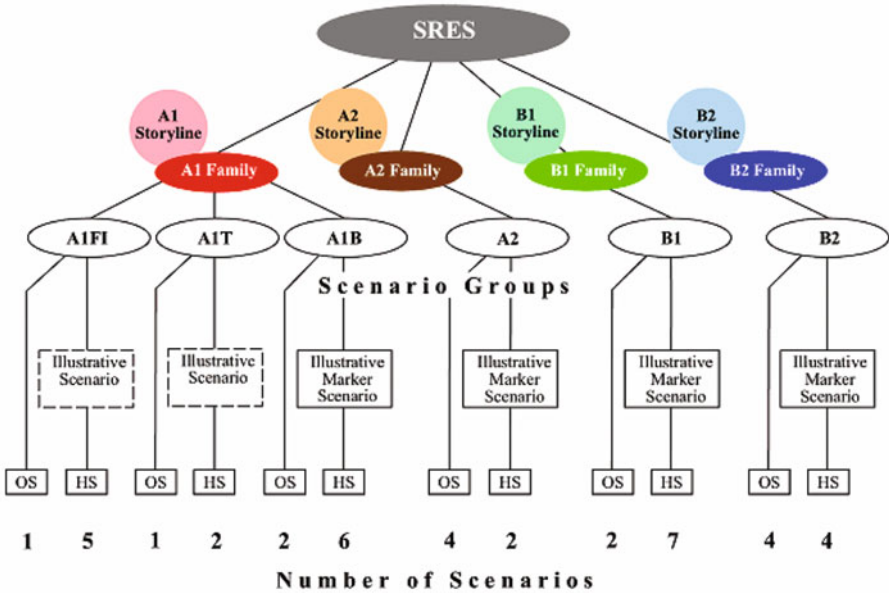 SRES
A1
Storyline
A2
Storyline
B1
Storyline
B2
Storyline
A1 Family
A2 Family
B1 Family
B2 Family
A1FI
A1T
A1B
A2
B1
B2
Scenario Groups
Illustrative
Scenario
Illustrative
Scenario
Illustrative
Marker
Scenario
Illustrative
Marker
Scenario
Illustrative
Marker
Scenario
Illustrative
Marker
Scenario
OS HS OS HS OS HS OS HS OS HS OS HS
1 5 1 2 2 6 4 2 2 7 4 4
Number of Scenarios